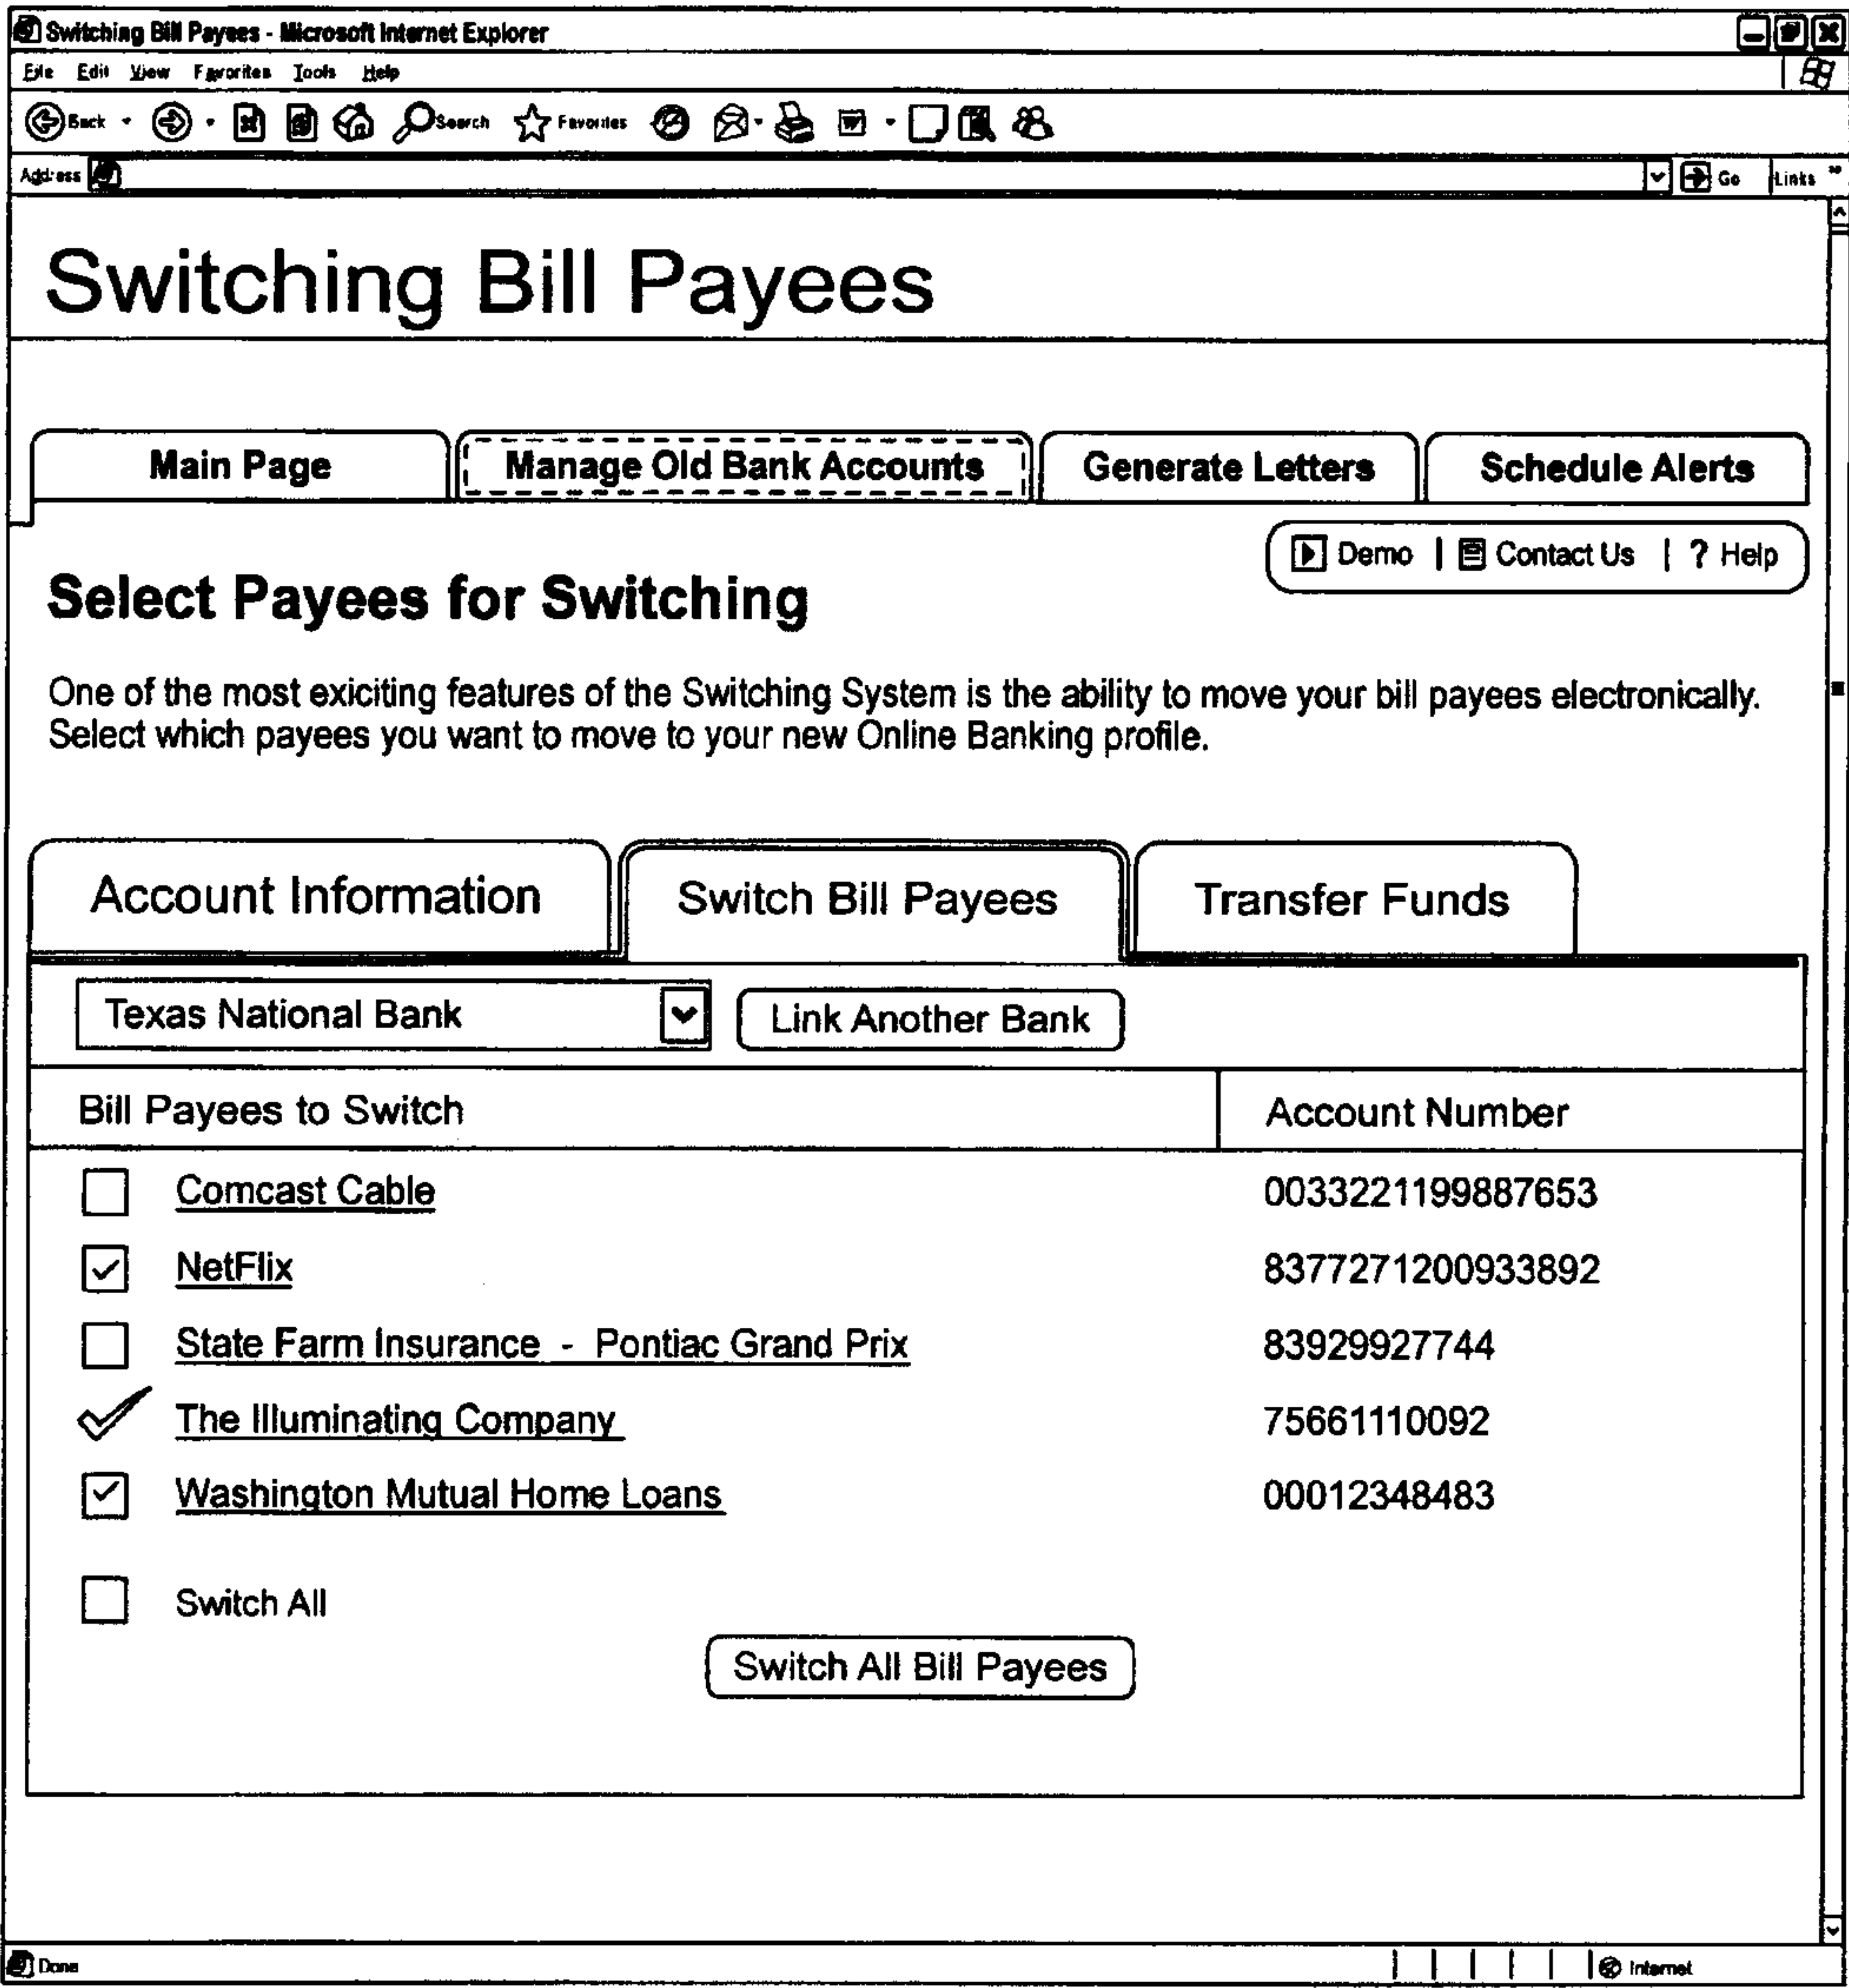 Switching Bill Payees - Microsoft Internet Explorer
File Edit View Favorites Tools Help
Back Search Favorites
Address Go Links
Switching Bill Payees
Main Page Manage Old Bank Accounts Generate Letters Schedule Alerts
Demo | Contact Us | ? Help
Select Payees for Switching
One of the most exiciting features of the Switching System is the ability to move your bill payees electronically.
Select which payees you want to move to your new Online Banking profile.
Account Information Switch Bill Payees Transfer Funds
Texas National Bank Link Another Bank
Bill Payees to Switch Account Number
Comcast Cable 0033221199887653
NetFlix 8377271200933892
State Farm Insurance - Pontiac Grand Prix 83929927744
The Illuminating Company 75661110092
Washington Mutual Home Loans 00012348483
Switch All
Switch All Bill Payees
Done Internet